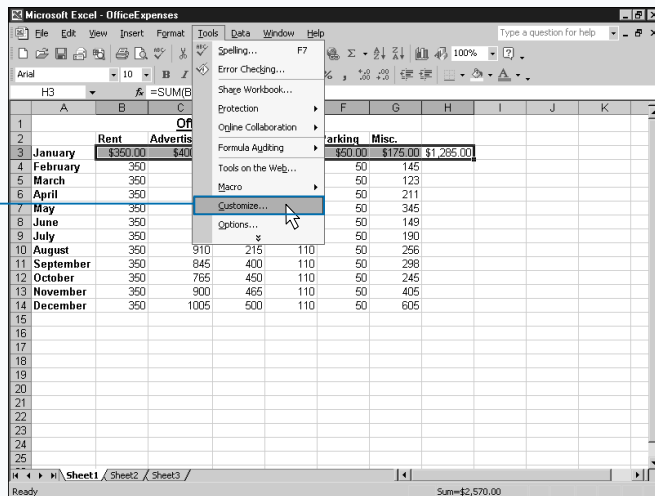 Microsoft Excel - OfficeExpenses
File Edit View Insert Format Tools Data Window Help
Type a question for help
Spelling... F7
Error Checking...
Share Workbook...
Protection
Online Collaboration
Formula Auditing
Tools on the Web...
Macro
Customize...
Options...
100%
Arial 10 B I
H3 fx =SUM(B
A B C F G H I J K
1 Off
2 Rent Advertis arking Misc.
3 January $350.00 $40 $50.00 $175.00 $1,285.00
4 February 350 50 145
5 March 350 50 123
6 April 350 50 211
7 May 350 50 345
8 June 350 50 149
9 July 350 50 190
10 August 350 910 215 110 50 256
11 September 350 845 400 110 50 298
12 October 350 765 450 110 50 245
13 November 350 900 465 110 50 405
14 December 350 1005 500 110 50 605
15
16
17
18
19
20
21
22
23
24
25
Sheet1 Sheet2 Sheet3
Ready Sum=$2,570.00